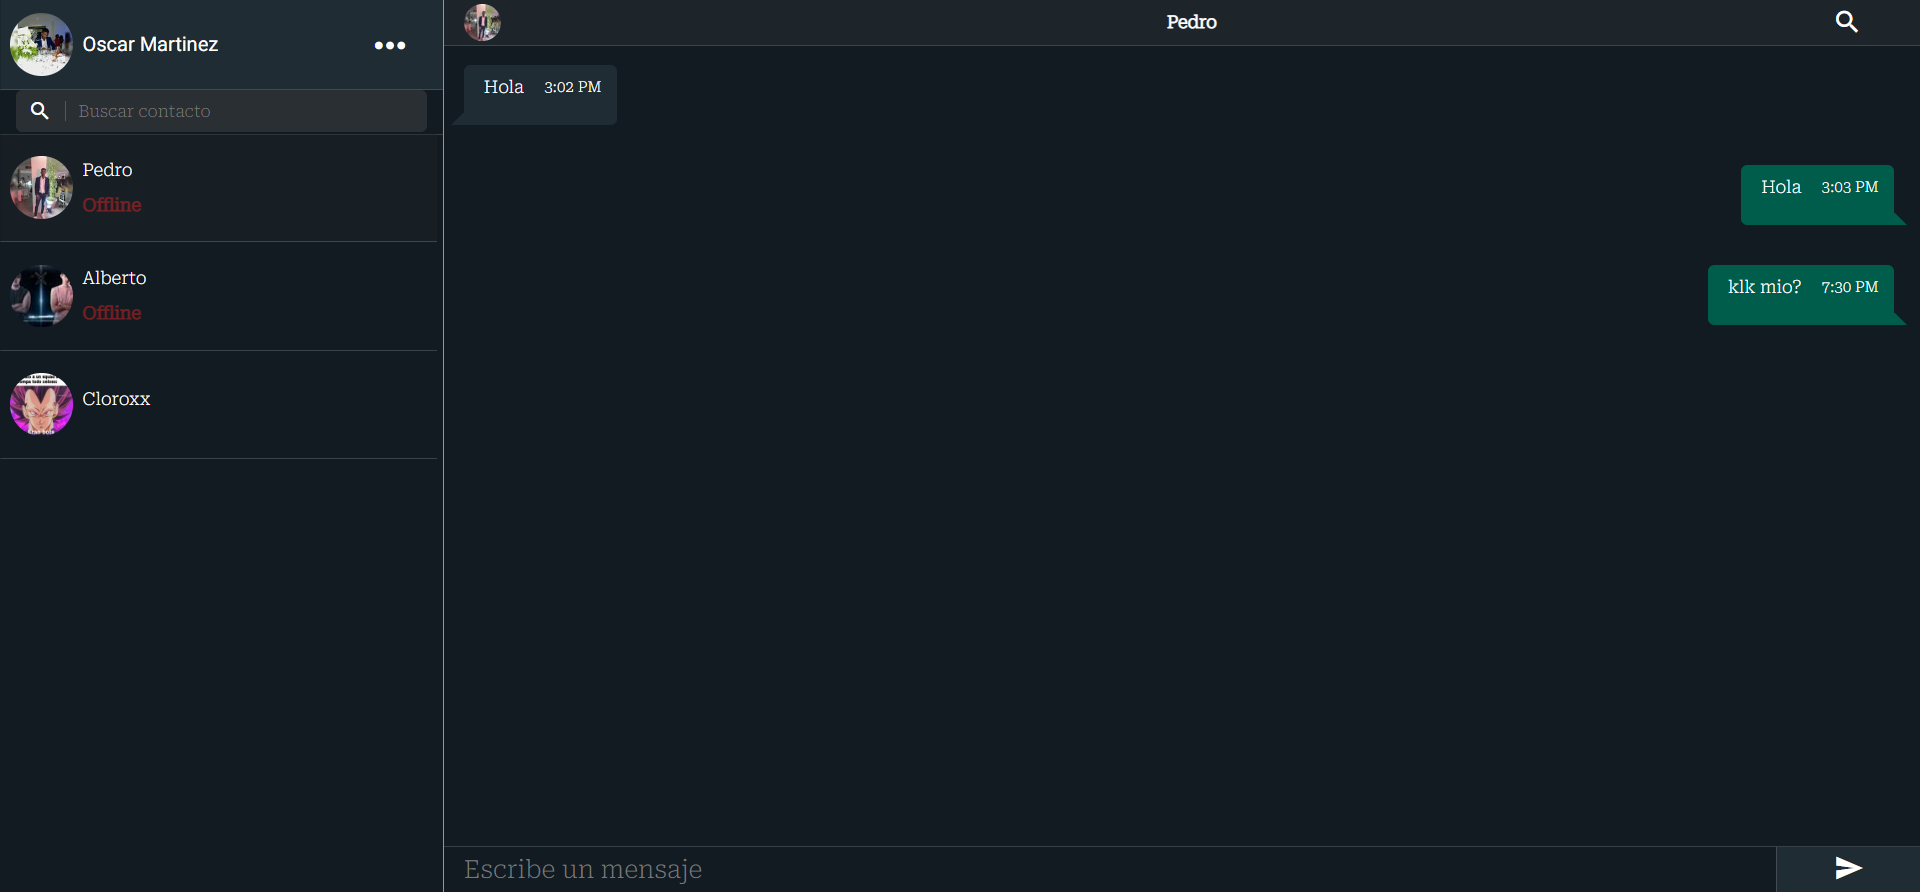 Oscar Martinez
Buscar contacto
Pedro
Offline
Alberto
Offline
Cloroxx
Pedro
Hola 3:02 PM
Hola 3:03 PM
klk mio? 7:30 PM
Escribe un mensaje